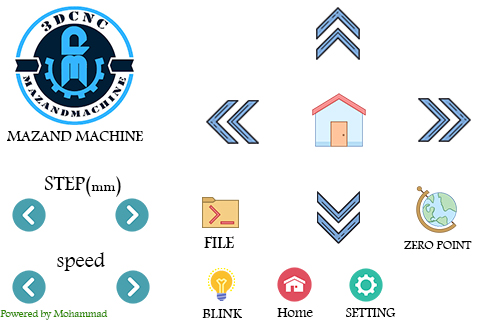 3DCNC
MAZANDMACHINE
MAZAND MACHINE
STEP(mm)
speed
Powered by Mohammad
FILE
ZERO POINT
BLINK
Home
SETTING